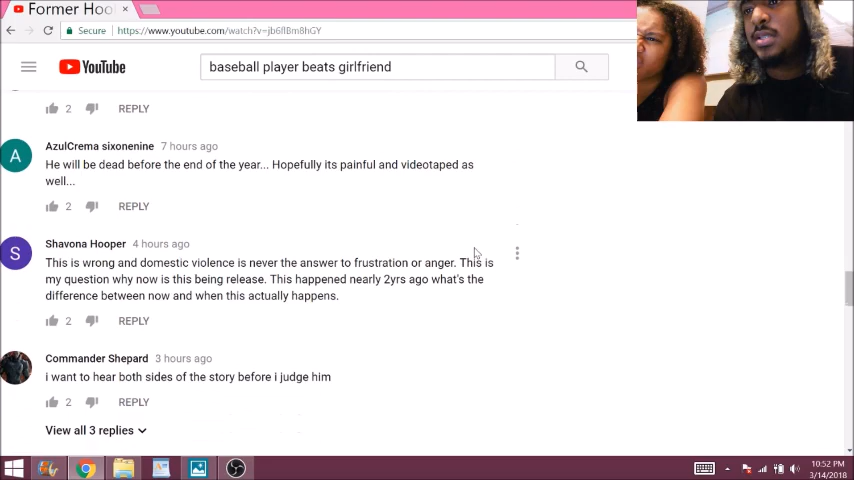 Former Hool
Secure
https://www.youtube.com/watch?v=jb6flBm8hGY
YouTube
baseball player beats girlfriend
2 REPLY
A
AzulCrema sixonenine 7 hours ago
He will be dead before the end of the year... Hopefully its painful and videotaped as
well...
2 REPLY
S
Shavona Hooper 4 hours ago
This is wrong and domestic violence is never the answer to frustration or anger. This is
my question why now is this being release. This happened nearly 2yrs ago what's the
difference between now and when this actually happens.
2 REPLY
Commander Shepard 3 hours ago
i want to hear both sides of the story before i judge him
2 REPLY
View all 3 replies
10:52 PM
3/14/2018